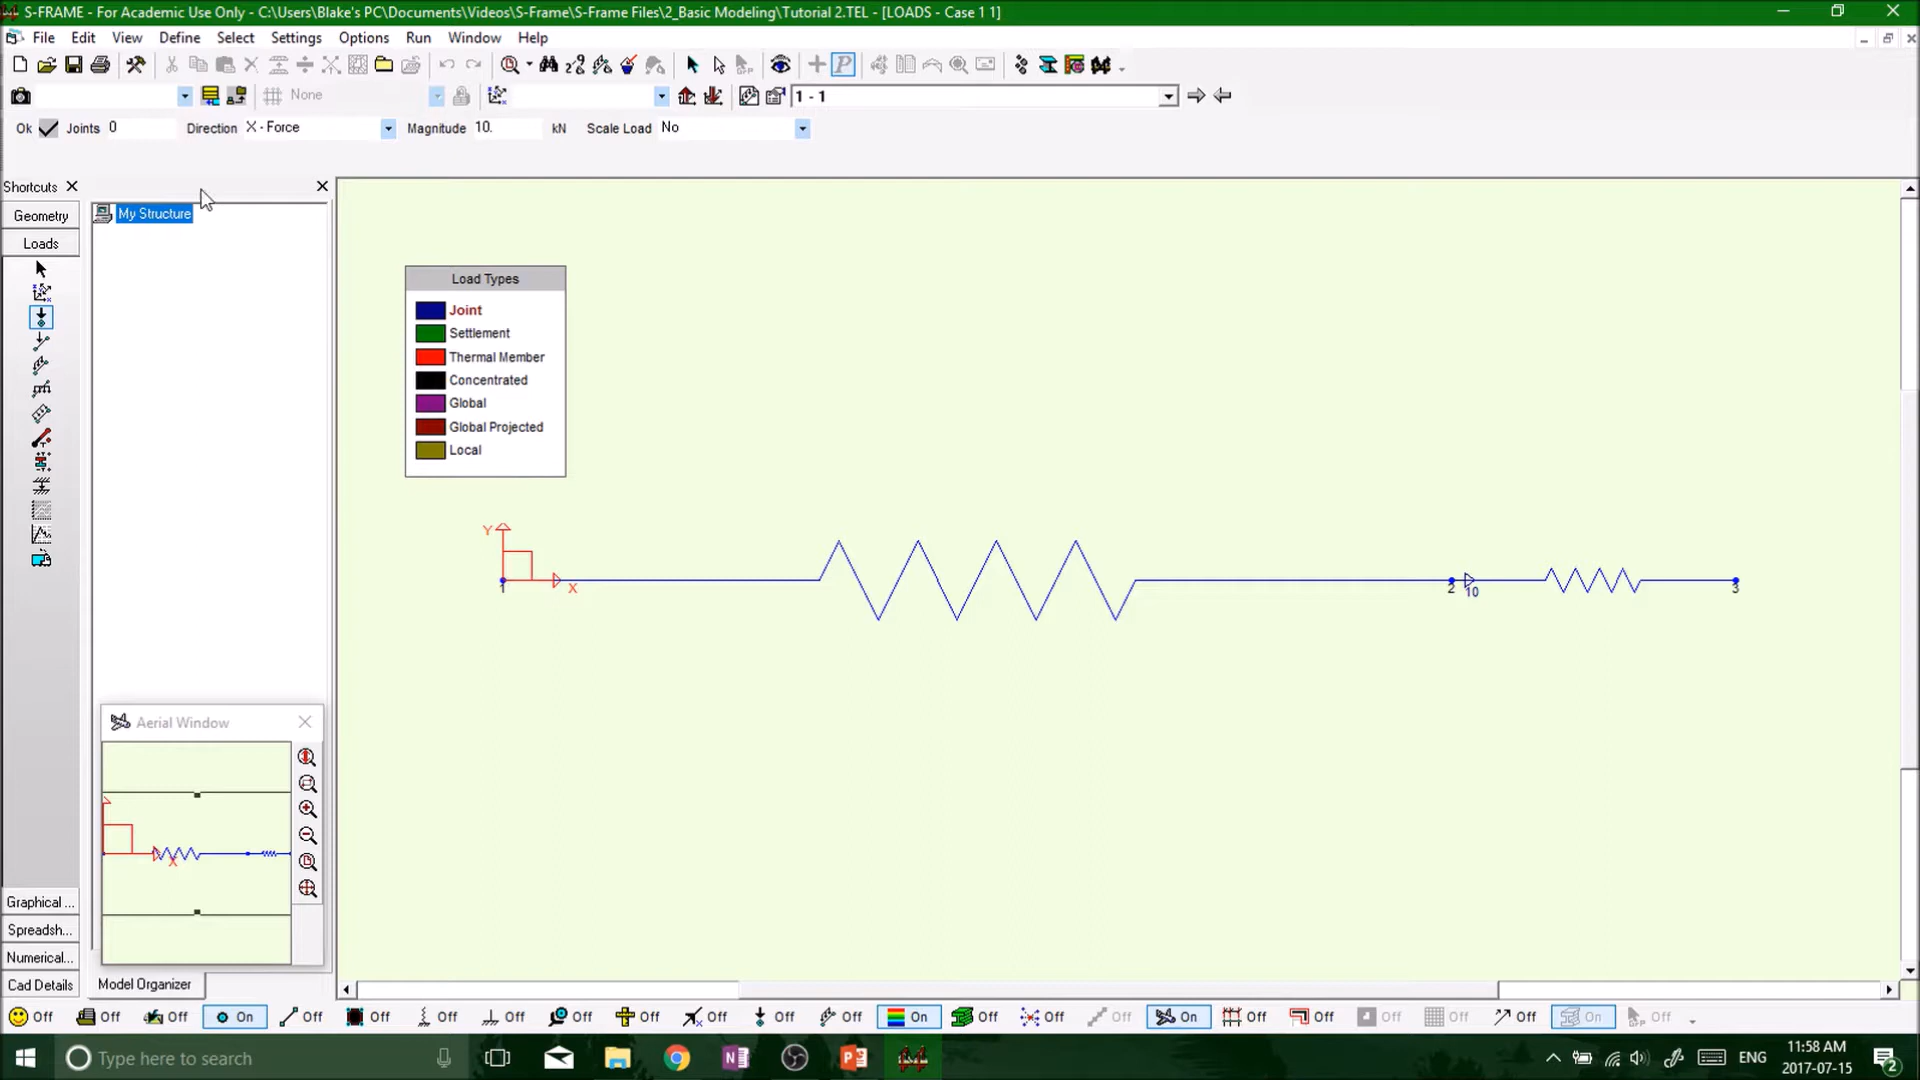 S-FRAME - For Academic Use Only - C:\Users\Blake's PC\Documents\Videos\S-Frame\S-Frame Files\2_Basic Modeling\Tutorial 2.TEL - [LOADS - Case 1 1]
File Edit View Define Select Settings Options Run Window Help
None 1 - 1
Ok Joints 0 Direction X - Force Magnitude 10. kN Scale Load No
Shortcuts
Geometry
Loads
My Structure
Load Types
Joint
Settlement
Thermal Member
Concentrated
Global
Global Projected
Local
Y
X
1
2
10
3
Aerial Window
X
Graphical ...
Spreadsh...
Numerical...
Cad Details
Model Organizer
Off Off Off On Off Off Off Off Off Off Off Off Off On Off Off Off On Off Off Off Off Off On Off
Type here to search
ENG
11:58 AM
2017-07-15
2